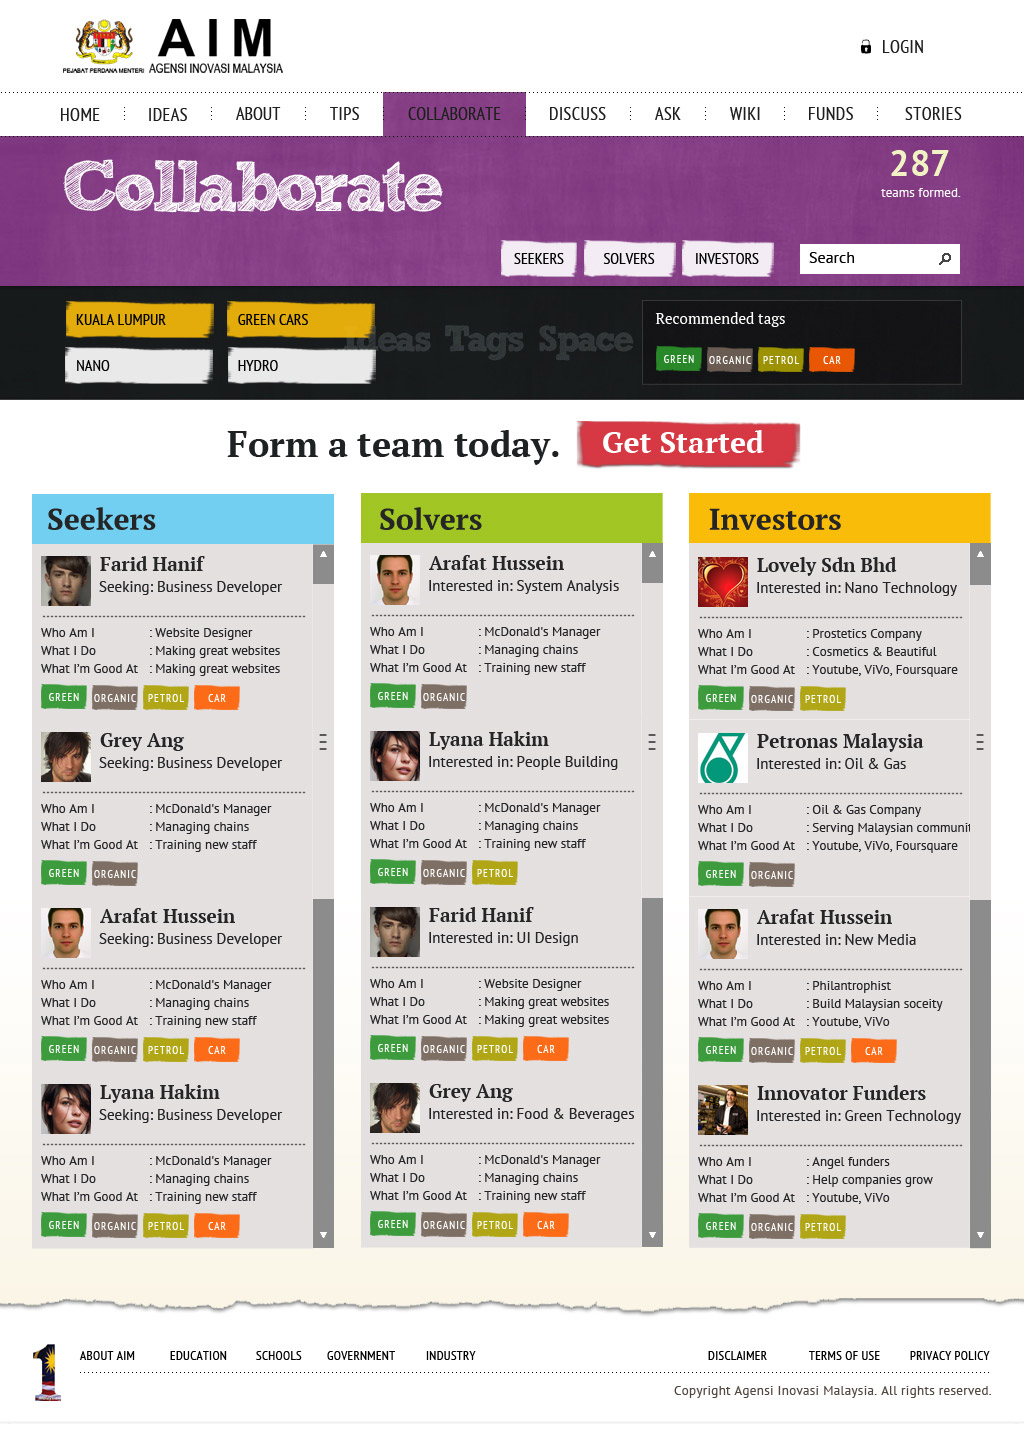 AIM
PEJABAT PERDANA MENTERI
AGENSI INOVASI MALAYSIA
LOGIN
HOME IDEAS ABOUT TIPS COLLABORATE DISCUSS ASK WIKI FUNDS STORIES
Collaborate
287
teams formed.
SEEKERS SOLVERS INVESTORS Search
KUALA LUMPUR GREEN CARS
NANO HYDRO
Ideas Tags Space
Recommended tags
GREEN ORGANIC PETROL CAR
Form a team today. Get Started
Seekers
Farid Hanif
Seeking: Business Developer
Who Am I : Website Designer
What I Do : Making great websites
What I'm Good At : Making great websites
GREEN ORGANIC PETROL CAR
Grey Ang
Seeking: Business Developer
Who Am I : McDonald's Manager
What I Do : Managing chains
What I'm Good At : Training new staff
GREEN ORGANIC
Arafat Hussein
Seeking: Business Developer
Who Am I : McDonald's Manager
What I Do : Managing chains
What I'm Good At : Training new staff
GREEN ORGANIC PETROL CAR
Lyana Hakim
Seeking: Business Developer
Who Am I : McDonald's Manager
What I Do : Managing chains
What I'm Good At : Training new staff
GREEN ORGANIC PETROL CAR
Solvers
Arafat Hussein
Interested in: System Analysis
Who Am I : McDonald's Manager
What I Do : Managing chains
What I'm Good At : Training new staff
GREEN ORGANIC
Lyana Hakim
Interested in: People Building
Who Am I : McDonald's Manager
What I Do : Managing chains
What I'm Good At : Training new staff
GREEN ORGANIC PETROL
Farid Hanif
Interested in: UI Design
Who Am I : Website Designer
What I Do : Making great websites
What I'm Good At : Making great websites
GREEN ORGANIC PETROL CAR
Grey Ang
Interested in: Food & Beverages
Who Am I : McDonald's Manager
What I Do : Managing chains
What I'm Good At : Training new staff
GREEN ORGANIC PETROL CAR
Investors
Lovely Sdn Bhd
Interested in: Nano Technology
Who Am I : Prostetics Company
What I Do : Cosmetics & Beautiful
What I'm Good At : Youtube, ViVo, Foursquare
GREEN ORGANIC PETROL
Petronas Malaysia
Interested in: Oil & Gas
Who Am I : Oil & Gas Company
What I Do : Serving Malaysian communit
What I'm Good At : Youtube, ViVo, Foursquare
GREEN ORGANIC
Arafat Hussein
Interested in: New Media
Who Am I : Philantrophist
What I Do : Build Malaysian soceity
What I'm Good At : Youtube, ViVo
GREEN ORGANIC PETROL CAR
Innovator Funders
Interested in: Green Technology
Who Am I : Angel funders
What I Do : Help companies grow
What I'm Good At : Youtube, ViVo
GREEN ORGANIC PETROL
1
ABOUT AIM EDUCATION SCHOOLS GOVERNMENT INDUSTRY DISCLAIMER TERMS OF USE PRIVACY POLICY
Copyright Agensi Inovasi Malaysia. All rights reserved.